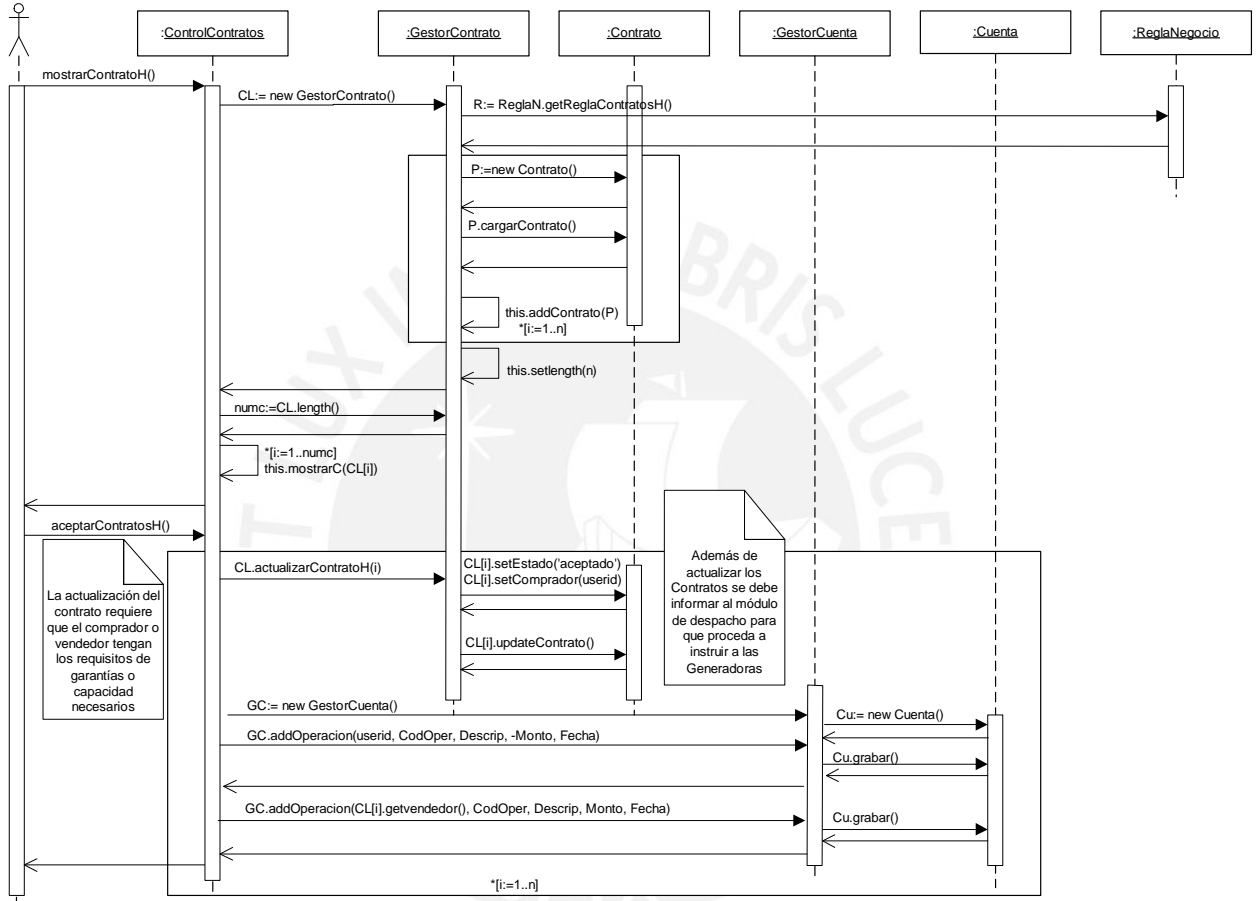 :ControlContratos
:GestorContrato
:Contrato
:GestorCuenta
:Cuenta
:ReglaNegocio
mostrarContratoH()
CL:= new GestorContrato()
R:= ReglaN.getReglaContratosH()
P:=new Contrato()
P.cargarContrato()
this.addContrato(P)
*[i:=1..n]
this.setlength(n)
numc:=CL.length()
*[i:=1..numc]
this.mostrarC(CL[i])
aceptarContratosH()
La actualización del
contrato requiere
que el comprador o
vendedor tengan
los requisitos de
garantías o
capacidad
necesarios
CL.actualizarContratoH(i)
CL[i].setEstado('aceptado')
CL[i].setComprador(userid)
CL[i].updateContrato()
Además de
actualizar los
Contratos se debe
informar al módulo
de despacho para
que proceda a
instruir a las
Generadoras
GC:= new GestorCuenta()
Cu:= new Cuenta()
GC.addOperacion(userid, CodOper, Descrip, -Monto, Fecha)
Cu.grabar()
GC.addOperacion(CL[i].getvendedor(), CodOper, Descrip, Monto, Fecha)
Cu.grabar()
*[i:=1..n]